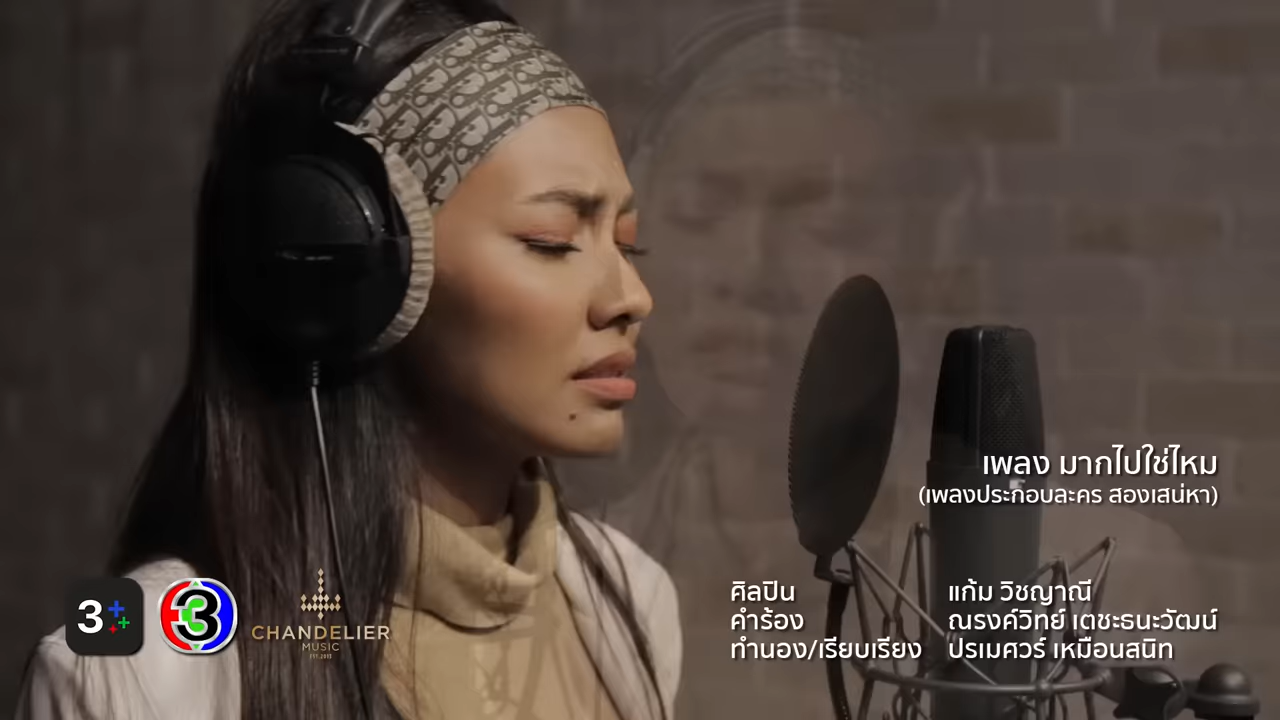 เพลง มากไปใช่ไหม
(เพลงประกอบละคร สองเสน่หา)
ศิลปิน แก้ม วิชญาณี
คำร้อง ณรงค์วิทย์ เตชะธนะวัฒน์
ทำนอง/เรียบเรียง ปรเมศวร์ เหมือนสนิท
3
3
CHANDELIER
MUSIC
EST.2013